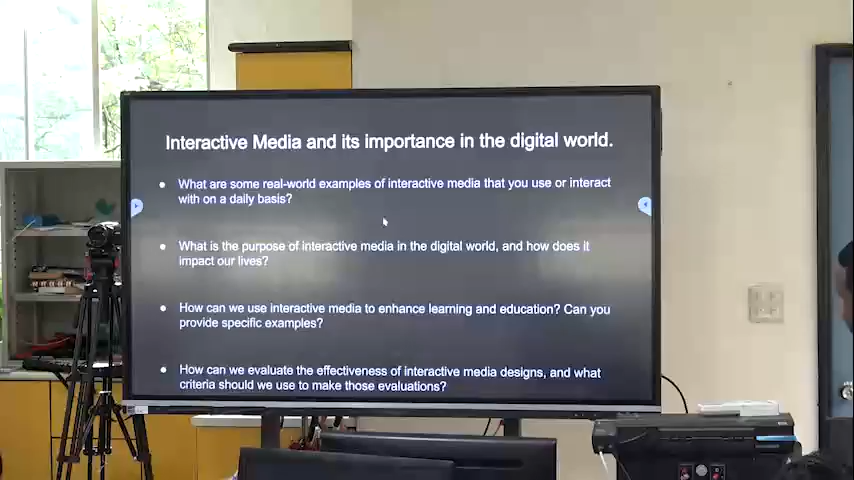 Interactive Media and its importance in the digital world.
● What are some real-world examples of interactive media that you use or interact
with on a daily basis?
● What is the purpose of interactive media in the digital world, and how does it
impact our lives?
● How can we use interactive media to enhance learning and education? Can you
provide specific examples?
● How can we evaluate the effectiveness of interactive media designs, and what
criteria should we use to make those evaluations?